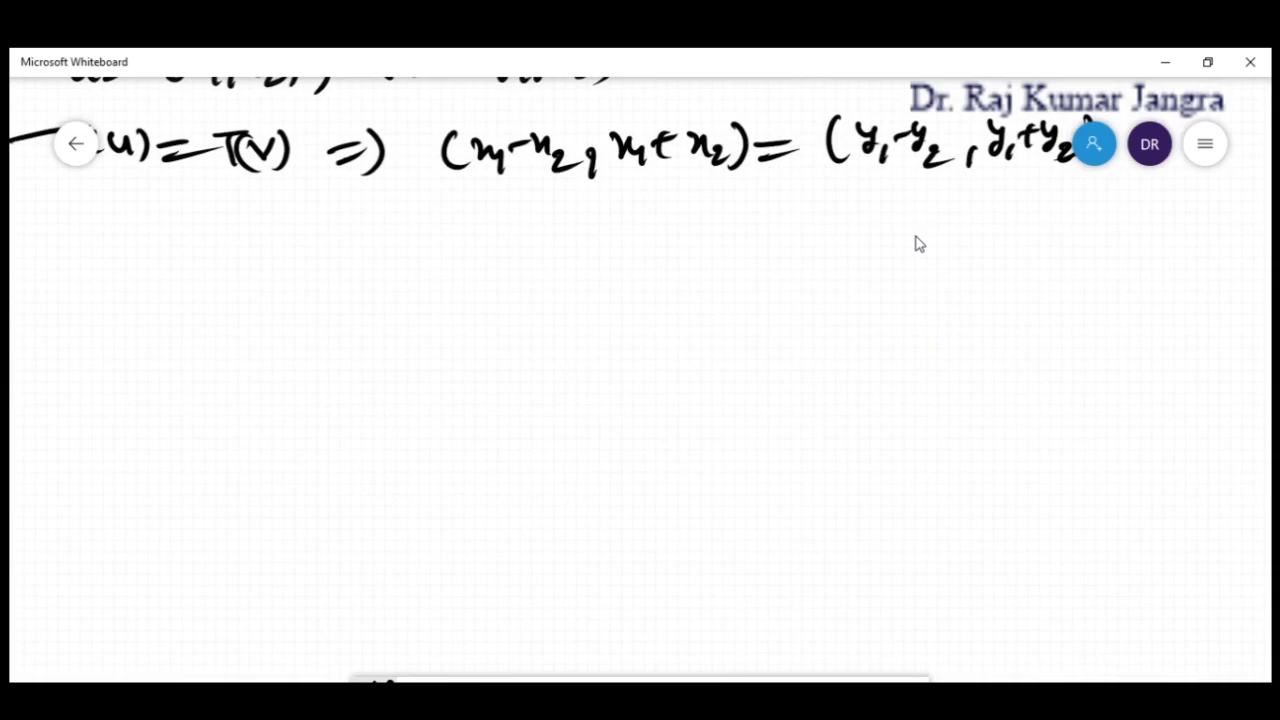 Microsoft Whiteboard
Dr. Raj Kumar Jangra
(u) = T(v) => (x₁-x₂, x₁+x₂) = (y₁-y₂, y₁+y₂)
DR